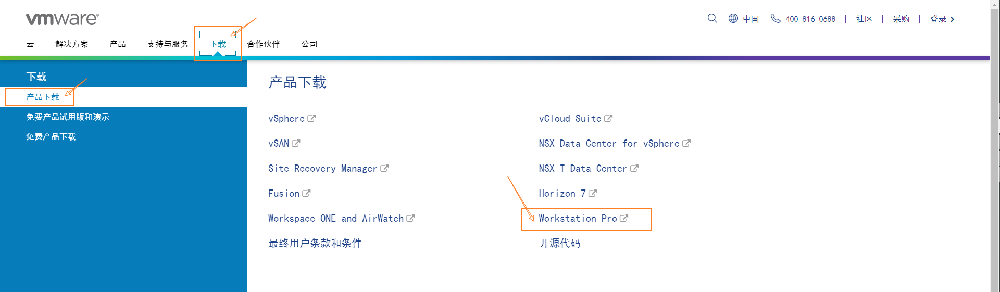 vmware®
中国 400-816-0688 | 社区 | 采购 | 登录
云 解决方案 产品 支持与服务 下载 合作伙伴 公司
下载
产品下载
免费产品试用版和演示
免费产品下载
产品下载
vSphere vCloud Suite
vSAN NSX Data Center for vSphere
Site Recovery Manager NSX-T Data Center
Fusion Horizon 7
Workspace ONE and AirWatch Workstation Pro
最终用户条款和条件 开源代码